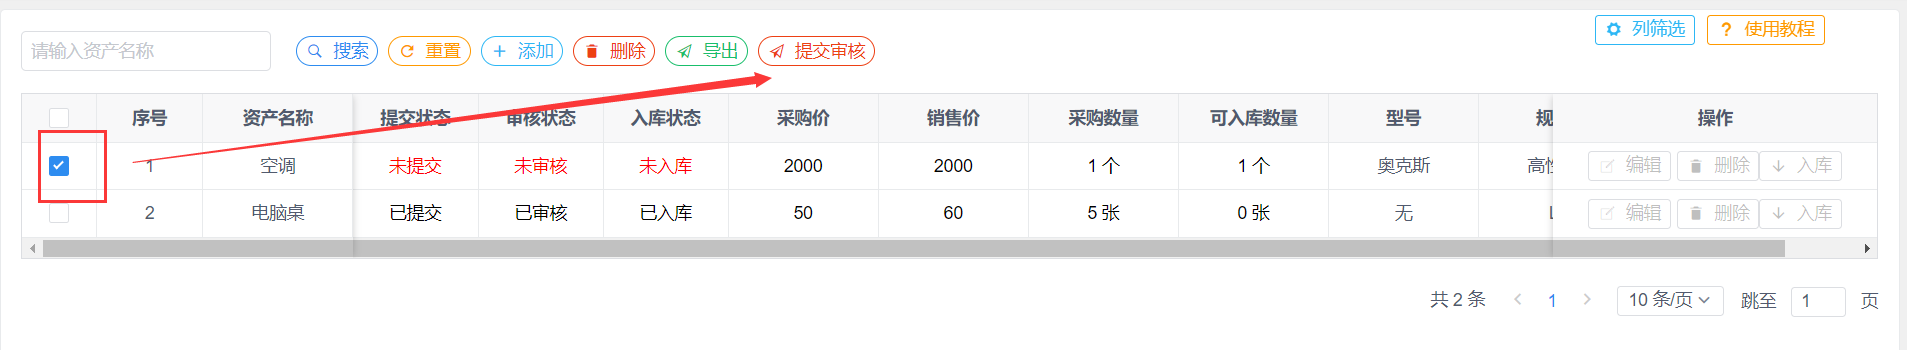 列筛选 ? 使用教程
请输入资产名称 搜索 重置 添加 删除 导出 提交审核
序号 资产名称 提交状态 审核状态 入库状态 采购价 销售价 采购数量 可入库数量 型号 规 操作
1 空调 未提交 未审核 未入库 2000 2000 1 个 1 个 奥克斯 高性 编辑 删除 入库
2 电脑桌 已提交 已审核 已入库 50 60 5 张 0 张 无 编辑 删除 入库
共 2 条 1 10 条/页 跳至 1 页